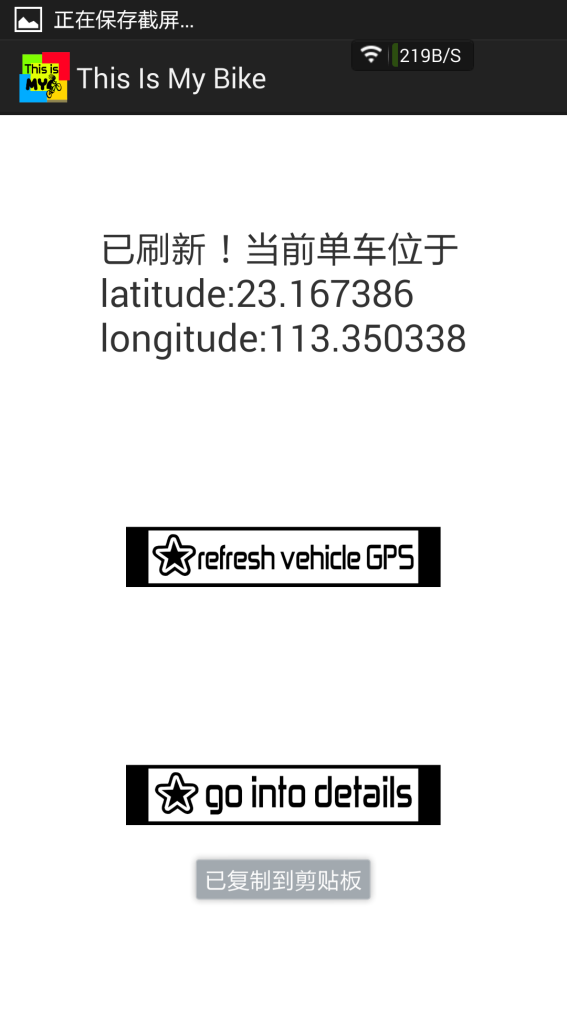 正在保存截屏...
219B/S
This is
MY
This Is My Bike
已刷新！当前单车位于
latitude:23.167386
longitude:113.350338
refresh vehicle GPS
go into details
已复制到剪贴板